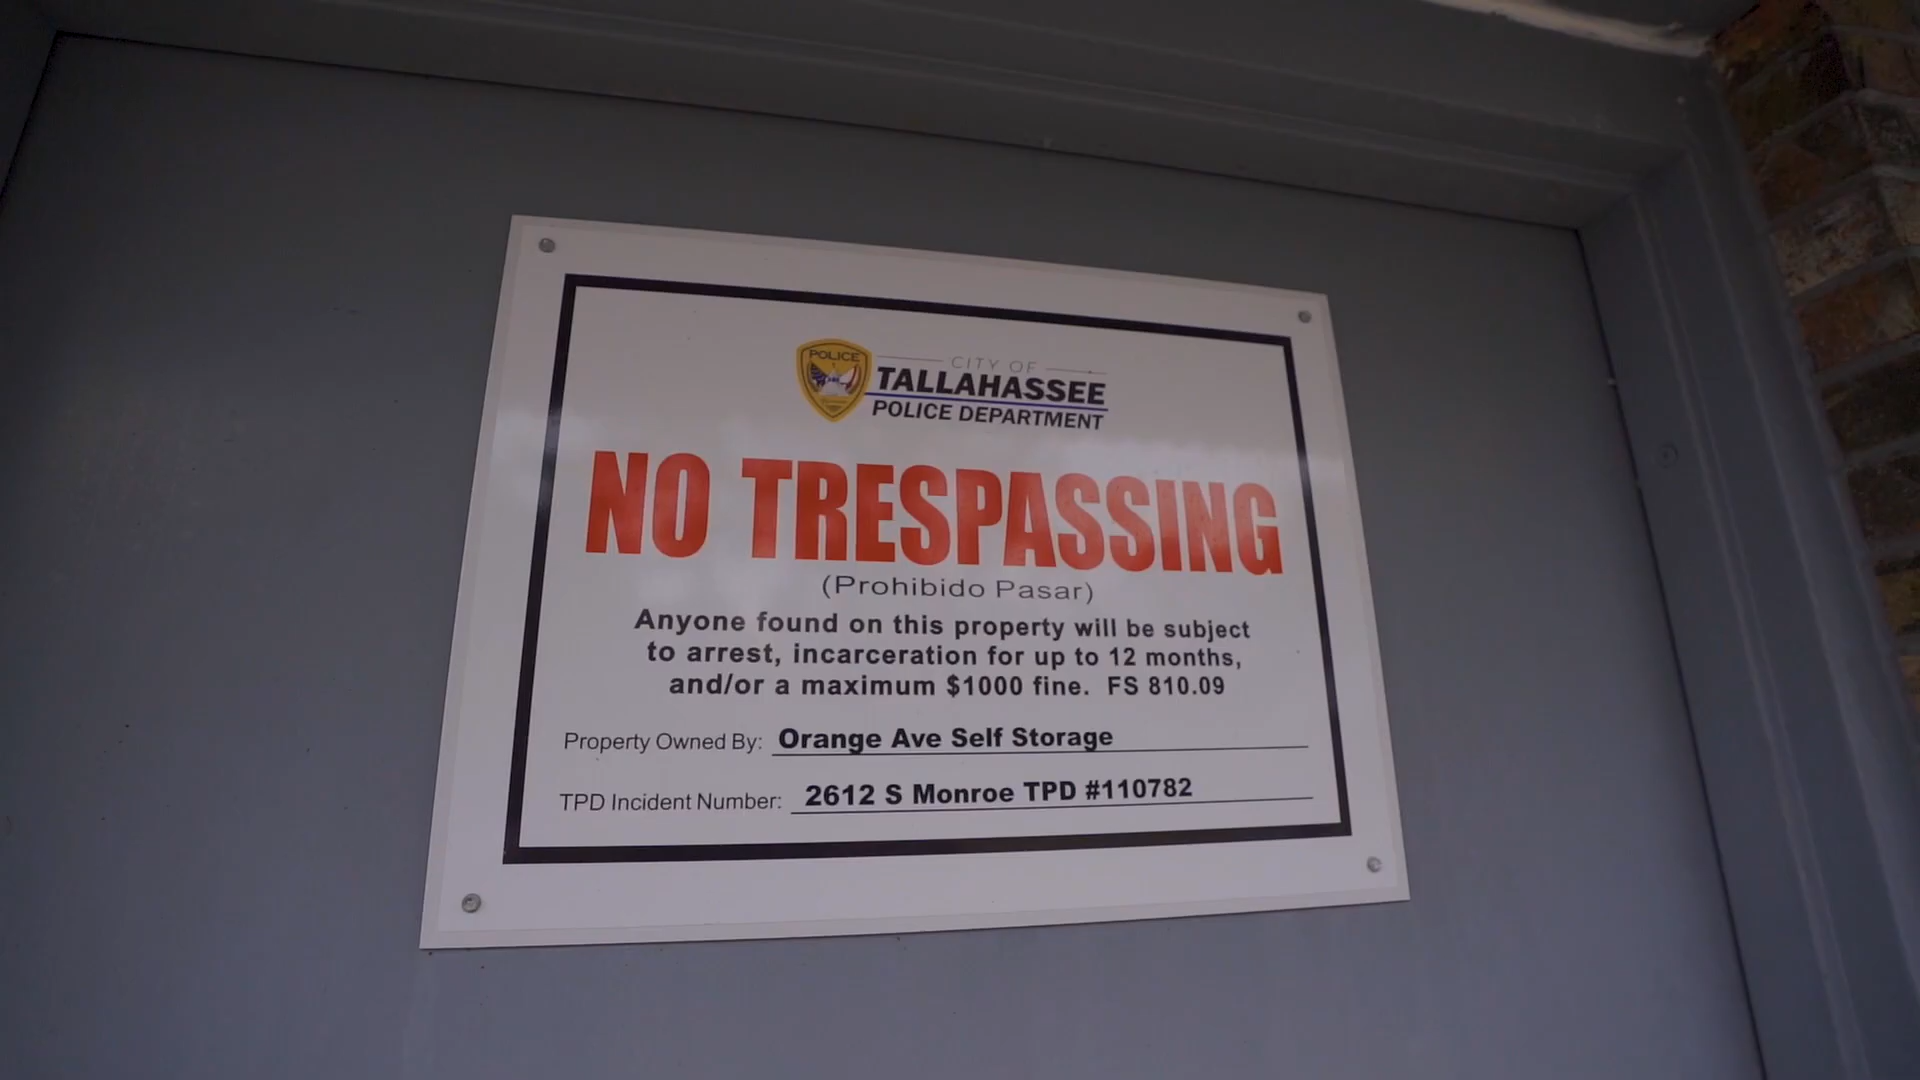 POLICE
CITY OF
TALLAHASSEE
POLICE DEPARTMENT
NO TRESPASSING
(Prohibido Pasar)
Anyone found on this property will be subject
to arrest, incarceration for up to 12 months,
and/or a maximum $1000 fine. FS 810.09
Property Owned By: Orange Ave Self Storage
TPD Incident Number: 2612 S Monroe TPD #110782